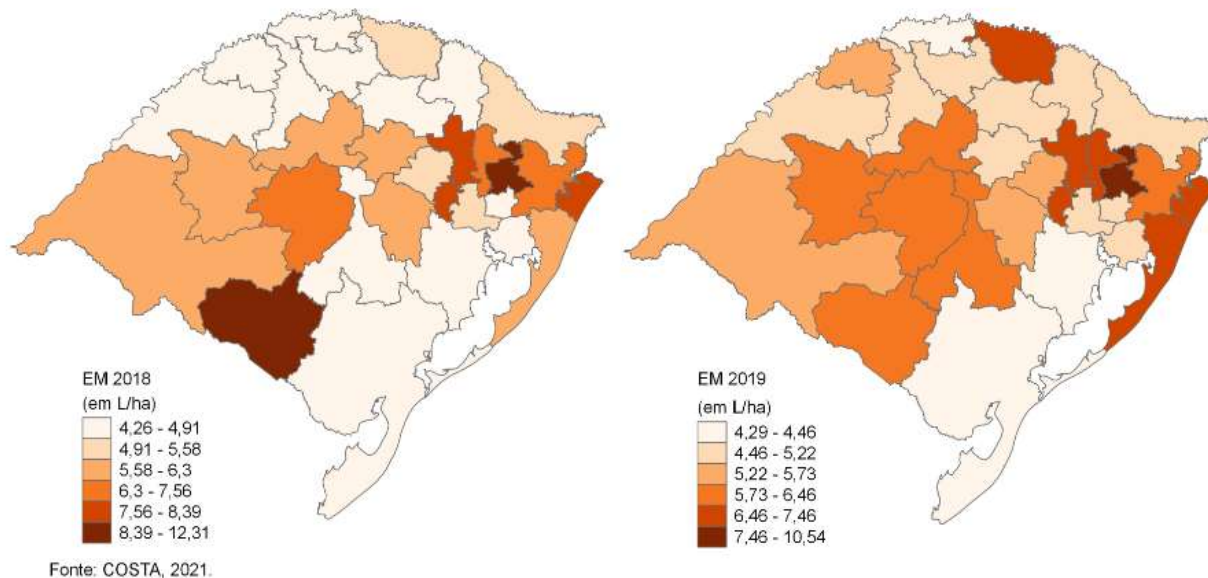 EM 2018
(em L/ha)
4,26 - 4,91
4,91 - 5,58
5,58 - 6,3
6,3 - 7,56
7,56 - 8,39
8,39 - 12,31
Fonte: COSTA, 2021.
EM 2019
(em L/ha)
4,29 - 4,46
4,46 - 5,22
5,22 - 5,73
5,73 - 6,46
6,46 - 7,46
7,46 - 10,54